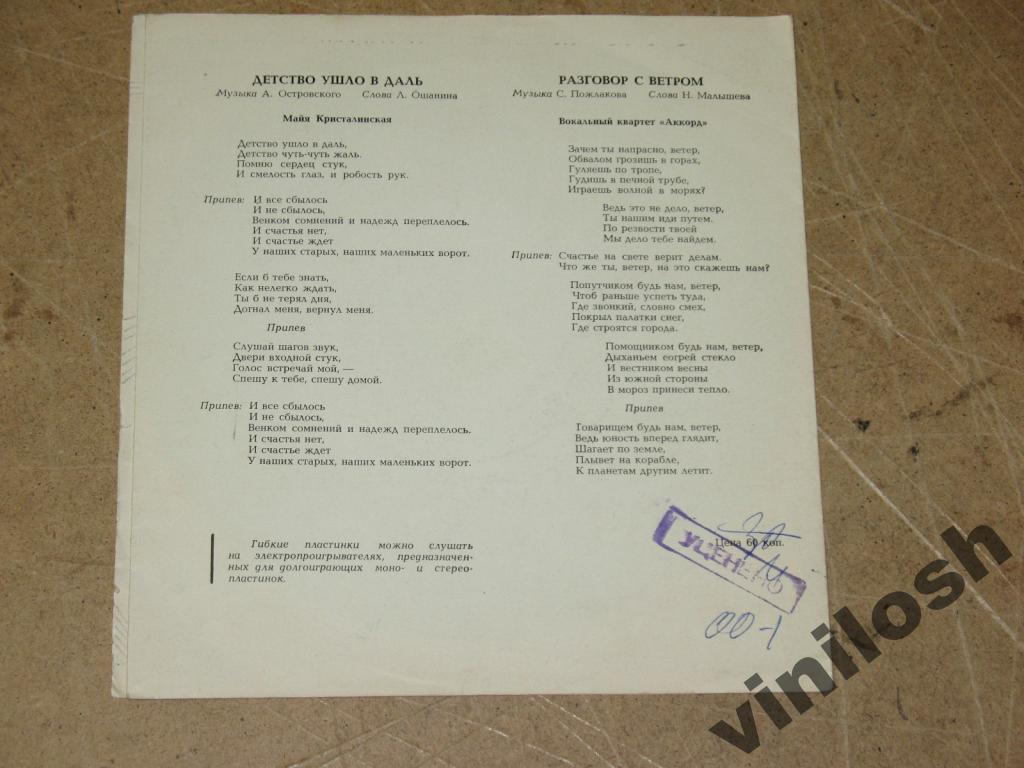 ДЕТСТВО УШЛО В ДАЛЬ
Музыка А. Островского Слова Л. Ошанина
Майя Кристалинская
Детство ушло в даль,
Детство чуть-чуть жаль.
Помню сердец стук,
И смелость глаз, и робость рук.
Припев: И все сбылось
И не сбылось,
Венком сомнений и надежд переплелось.
И счастья нет,
И счастье ждет
У наших старых, наших маленьких ворот.
Если б тебе знать,
Как нелегко ждать,
Ты б не терял дня,
Догнал меня, вернул меня.
Припев
Слушай шагов звук,
Двери входной стук,
Голос встречай мой, —
Спешу к тебе, спешу домой.
Припев: И все сбылось
И не сбылось,
Венком сомнений и надежд переплелось.
И счастья нет,
И счастье ждет
У наших старых, наших маленьких ворот.
Гибкие пластинки можно слушать
на электропроигрывателях, предназначен-
ных для долгоиграющих моно- и стерео-
пластинок.
РАЗГОВОР С ВЕТРОМ
Музыка С. Пожлакова Слова Н. Малышева
Вокальный квартет «Аккорд»
Зачем ты напрасно, ветер,
Обвалом грозишь в горах,
Гуляешь по тропе,
Гудишь в печной трубе,
Играешь волной в морях?
Ведь это не дело, ветер,
Ты нашим иди путем.
По резвости твоей
Мы дело тебе найдем.
Припев: Счастье на свете верит делам.
Что же ты, ветер, на это скажешь нам?
Попутчиком будь нам, ветер,
Чтоб раньше успеть туда,
Где звонкий, словно смех,
Покрыл палатки снег,
Где строятся города.
Помощником будь нам, ветер,
Дыханьем согрей стекло
И вестником весны
Из южной стороны
В мороз принеси тепло.
Припев
Товарищем будь нам, ветер,
Ведь юность вперед глядит,
Шагает по земле,
Плывет на корабле,
К планетам другим летит.
Цена 60 коп.
УЦЕНЕНО
00-1
vinilosh